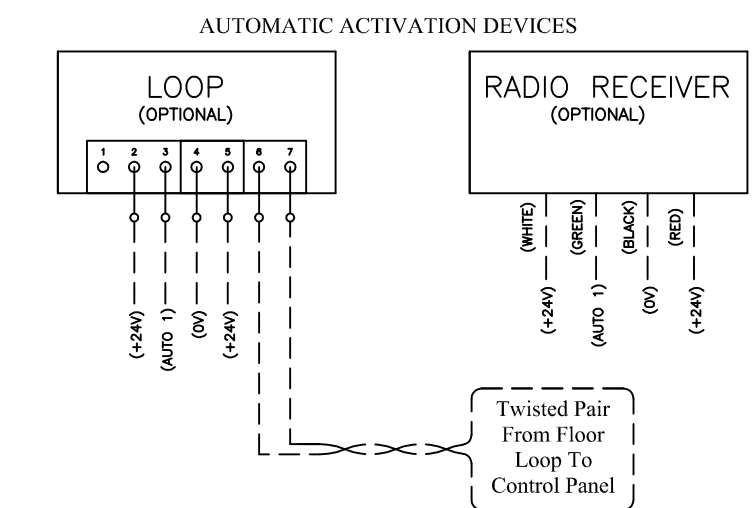 AUTOMATIC ACTIVATION DEVICES
LOOP
(OPTIONAL)
1 2 3 4 5 6 7
(+24V)
(AUTO 1)
(0V)
(+24V)
RADIO RECEIVER
(OPTIONAL)
(WHITE)
(GREEN)
(BLACK)
(RED)
(+24V)
(AUTO 1)
(0V)
(+24V)
Twisted Pair
From Floor
Loop To
Control Panel